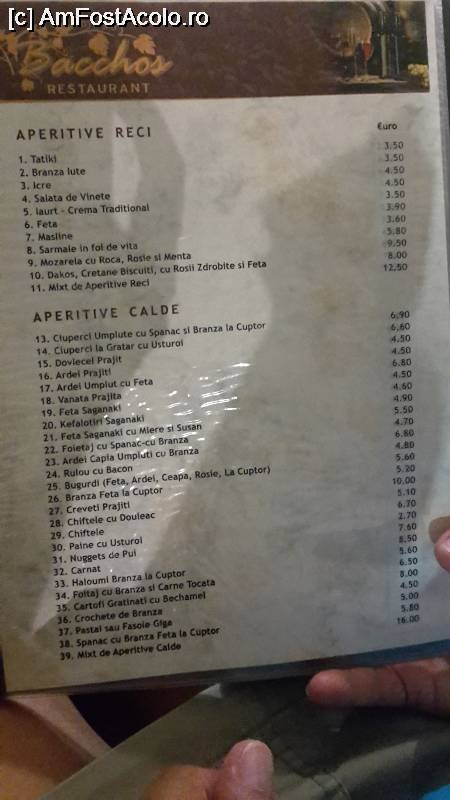 [c] AmFostAcolo.ro
Bacchos
RESTAURANT
APERITIVE RECI €uro
1. Tatiki 3.50
2. Branza Iute 3.50
3. Icre 4.50
4. Salata de Vinete 4.50
5. Iaurt - Crema Traditional 3.50
6. Feta 3.90
7. Masline 3.60
8. Sarmale in foi de vita 5.80
9. Mozarela cu Roca, Rosie si Menta 9.50
10. Dakos, Cretane Biscuiti, cu Rosii Zdrobite si Feta 8.00
11. Mixt de Aperitive Reci 12.50
APERITIVE CALDE
13. Ciuperci Umplute cu Spanac si Branza la Cuptor 6.90
14. Ciuperci la Gratar cu Usturoi 6.60
15. Dovlecel Prajit 4.50
16. Ardei Prajiti 4.50
17. Ardei Umplut cu Feta 6.80
18. Vanata Prajita 4.50
19. Feta Saganaki 4.60
20. Kefalotiri Saganaki 4.90
21. Feta Saganaki cu Miere si Susan 5.50
22. Foietaj cu Spanac-cu Branza 4.70
23. Ardei Capia Umpluti cu Branza 6.80
24. Rulou cu Bacon 4.80
25. Bugurdi (Feta, Ardei, Ceapa, Rosie, La Cuptor) 5.60
26. Branza Feta la Cuptor 5.20
27. Creveti Prajiti 10.00
28. Chiftele cu Douleac 5.10
29. Chiftele 6.70
30. Paine cu Usturoi 2.70
31. Nuggets de Pui 7.60
32. Carnat 8.50
33. Haloumi Branza la Cuptor 5.60
34. Foitaj cu Branza si Carne Tocata 6.50
35. Cartofi Gratinati cu Bechamel 8.00
36. Crochete de Branza 4.50
37. Pastai sau Fasole Giga 5.00
38. Spanac cu Branza Feta la Cuptor 5.80
39. Mixt de Aperitive Calde 16.00